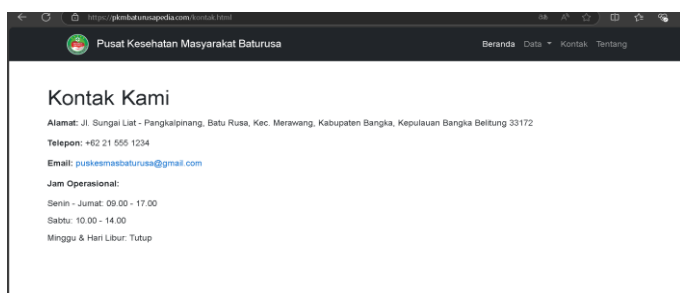 https://pkmbaturusapedia.com/kontak.html
Pusat Kesehatan Masyarakat Baturusa
Beranda Data Kontak Tentang
Kontak Kami
Alamat: Jl. Sungai Liat - Pangkalpinang, Batu Rusa, Kec. Merawang, Kabupaten Bangka, Kepulauan Bangka Belitung 33172
Telepon: +62 21 555 1234
Email: puskesmasbaturusa@gmail.com
Jam Operasional:
Senin - Jumat: 09.00 - 17.00
Sabtu: 10.00 - 14.00
Minggu & Hari Libur: Tutup